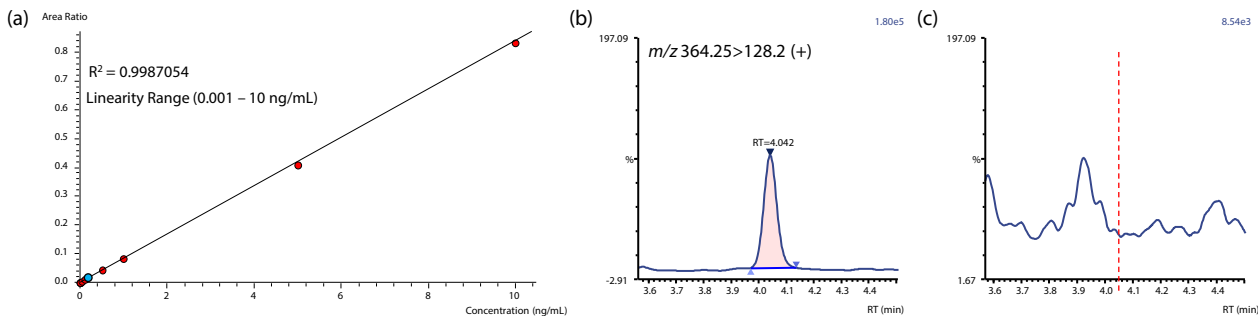 (a)
Area Ratio
0.8
0.7
0.6
0.5
0.4
0.3
0.2
0.1
0.0
R² = 0.9987054
Linearity Range (0.001 – 10 ng/mL)
0 2 4 6 8 10
Concentration (ng/mL)
(b)
1.80e5
197.09
m/z 364.25>128.2 (+)
RT=4.042
%
-2.91
3.6 3.7 3.8 3.9 4.0 4.1 4.2 4.3 4.4
RT (min)
(c)
8.54e3
197.09
%
1.67
3.6 3.7 3.8 3.9 4.0 4.1 4.2 4.3 4.4
RT (min)